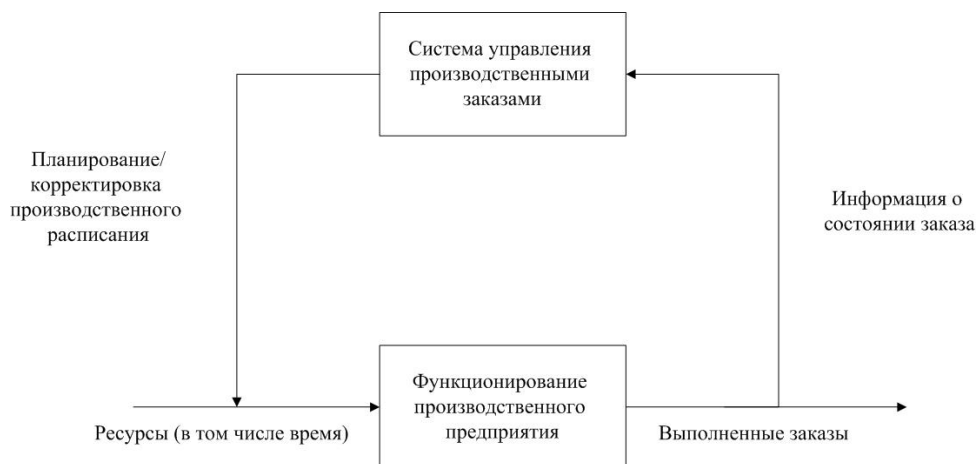 Система управления
производственными
заказами
Планирование/
корректировка
производственного
расписания
Информация о
состоянии заказа
Функционирование
производственного
предприятия
Ресурсы (в том числе время)
Выполненные заказы